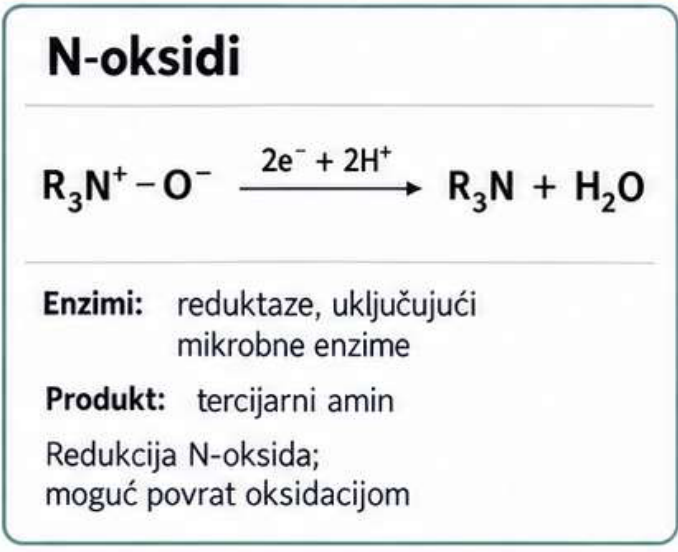 N-oksidi
R₃N⁺ – O⁻ 2e⁻ + 2H⁺ → R₃N + H₂O
Enzimi: reduktaze, uključujući
mikrobne enzime
Produkt: tercijarni amin
Redukcija N-oksida;
moguć povrat oksidacijom